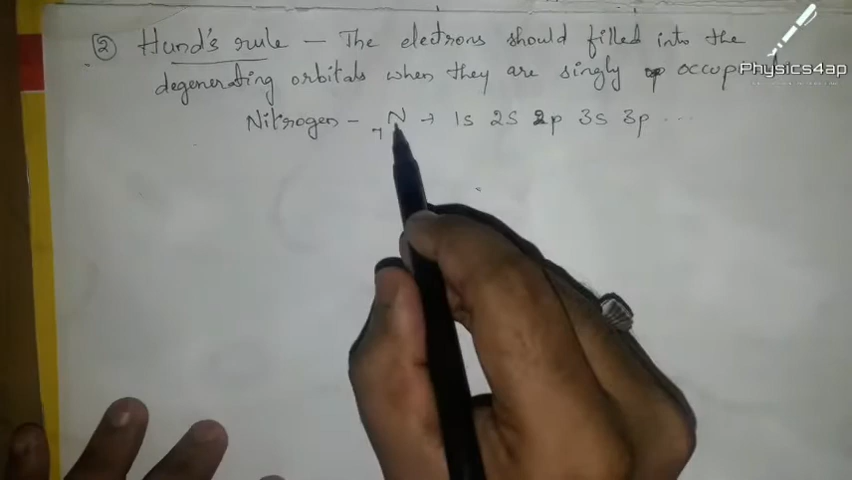 ② Hund's rule – The electrons should filled into the
degenerating orbitals when they are singly occup
Nitrogen – ₇N → 1s 2s 2p 3s 3p ...
Physics4ap